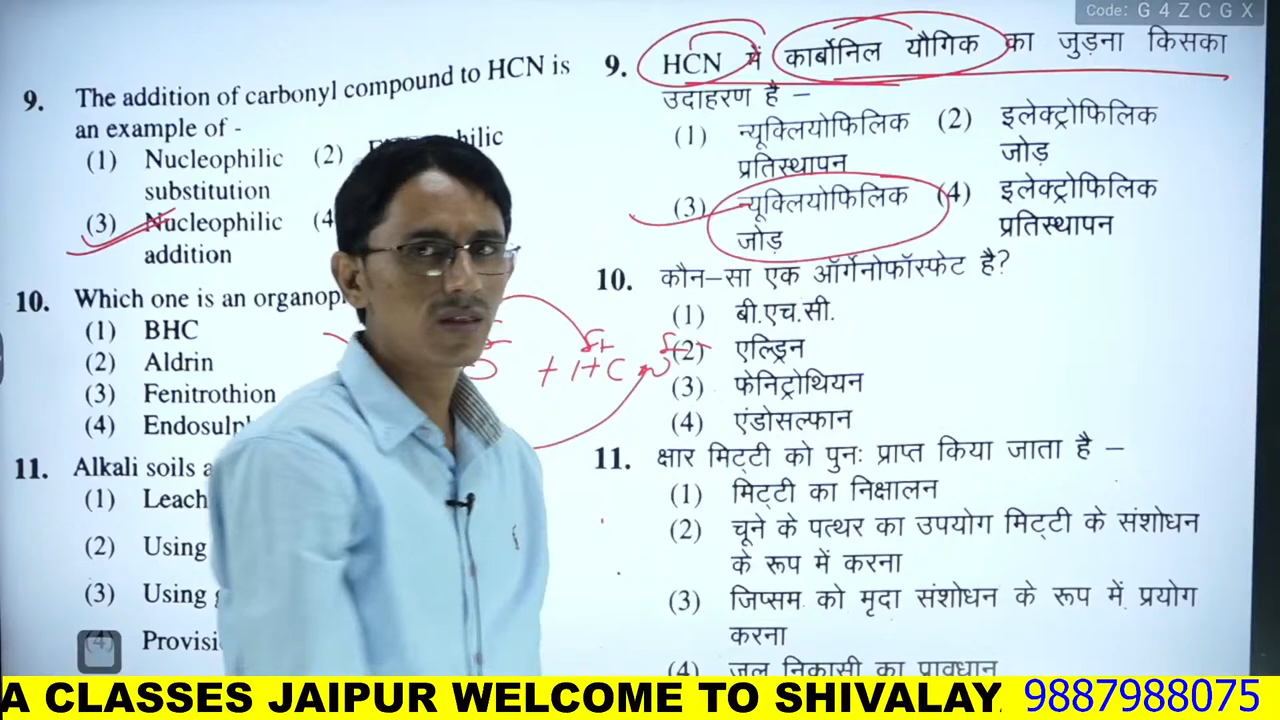 Code: G 4 Z C G X
9. The addition of carbonyl compound to HCN is
an example of -
(1) Nucleophilic (2)
substitution
(3) Nucleophilic
addition
10. Which one is an
(1) BHC
(2) Aldrin
(3) Fenitrothion
(4)
11. Alkali soils
(1)
(2) Using
(3) Using
(4)
9. HCN में कार्बोनिल यौगिक का जुड़ना किसका
उदाहरण है –
(1) न्यूक्लियोफिलिक (2) इलेक्ट्रोफिलिक
प्रतिस्थापन जोड़
(3) न्यूक्लियोफिलिक (4) इलेक्ट्रोफिलिक
जोड़ प्रतिस्थापन
10. कौन–सा एक ऑर्गेनोफॉस्फेट है?
(1) बी.एच.सी.
(2) एल्ड्रिन
(3) फेनिट्रोथियन
(4) एंडोसल्फान
11. क्षार मिट्टी को पुनः प्राप्त किया जाता है –
(1) मिट्टी का निक्षालन
(2) चूने के पत्थर का उपयोग मिट्टी के संशोधन
के रूप में करना
(3) जिप्सम को मृदा संशोधन के रूप में प्रयोग
करना
(4) जल निकासी का प्रावधान
A CLASSES JAIPUR WELCOME TO SHIVALAY 9887988075